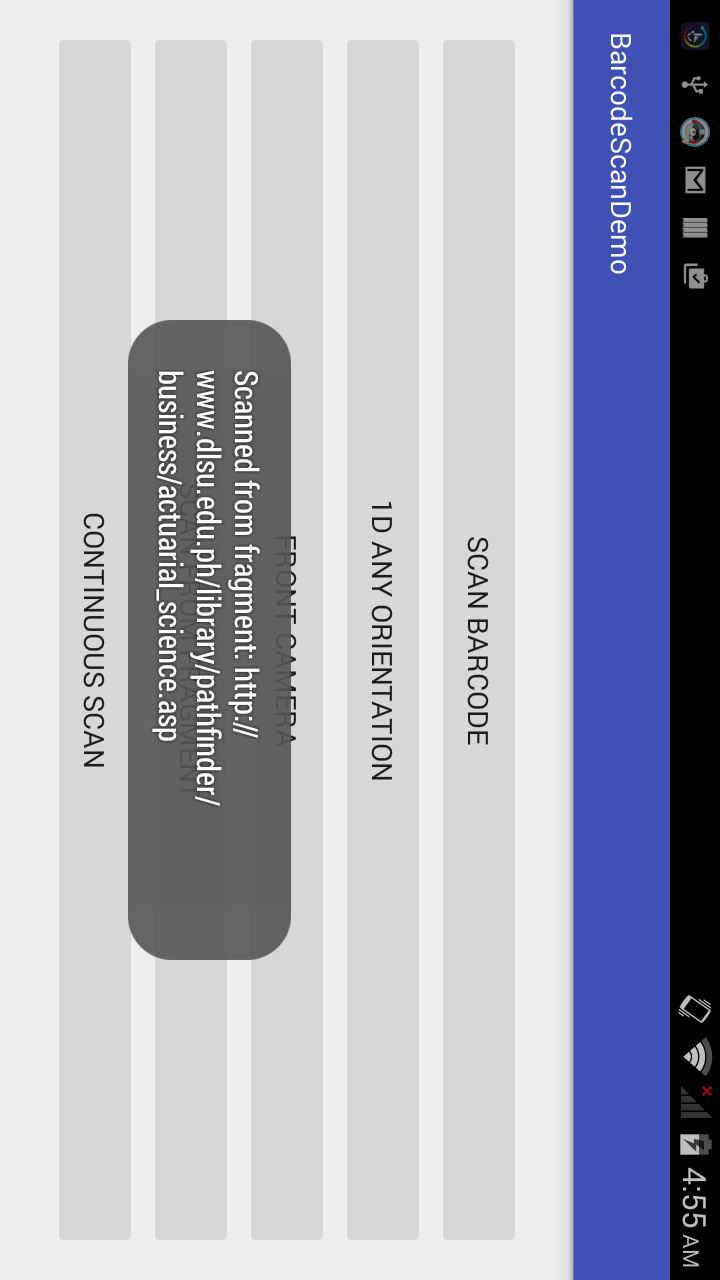 4:55 AM
BarcodeScanDemo
SCAN BARCODE
1D ANY ORIENTATION
FRONT CAMERA
SCAN FROM FRAGMENT
Scanned from fragment: http://
www.dlsu.edu.ph/library/pathfinder/
business/actuarial_science.asp
CONTINUOUS SCAN